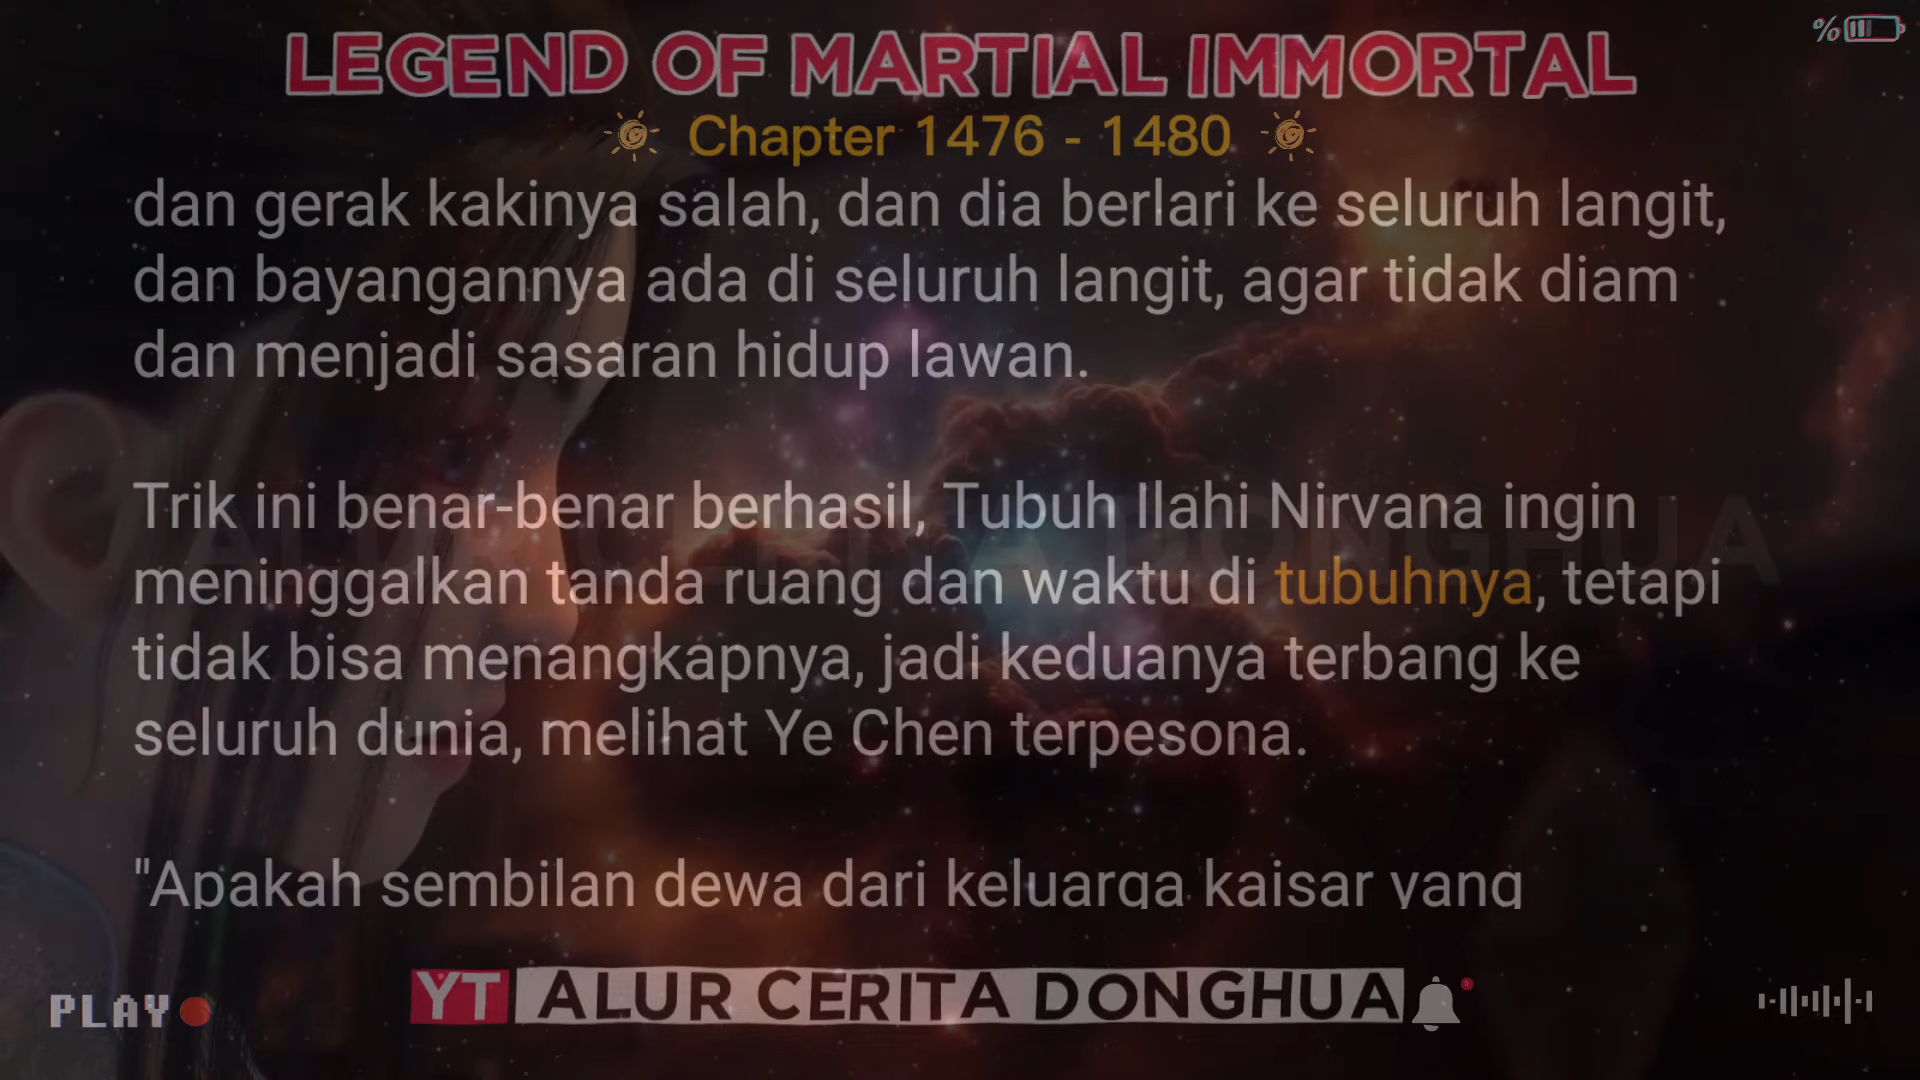 LEGEND OF MARTIAL IMMORTAL
%
Chapter 1476 - 1480
dan gerak kakinya salah, dan dia berlari ke seluruh langit,
dan bayangannya ada di seluruh langit, agar tidak diam
dan menjadi sasaran hidup lawan.
Trik ini benar-benar berhasil, Tubuh Ilahi Nirvana ingin
meninggalkan tanda ruang dan waktu di tubuhnya, tetapi
tidak bisa menangkapnya, jadi keduanya terbang ke
seluruh dunia, melihat Ye Chen terpesona.
"Apakah sembilan dewa dari keluarga kaisar yang
ALUR CERITA DONGHUA
YT ALUR CERITA DONGHUA
PLAY